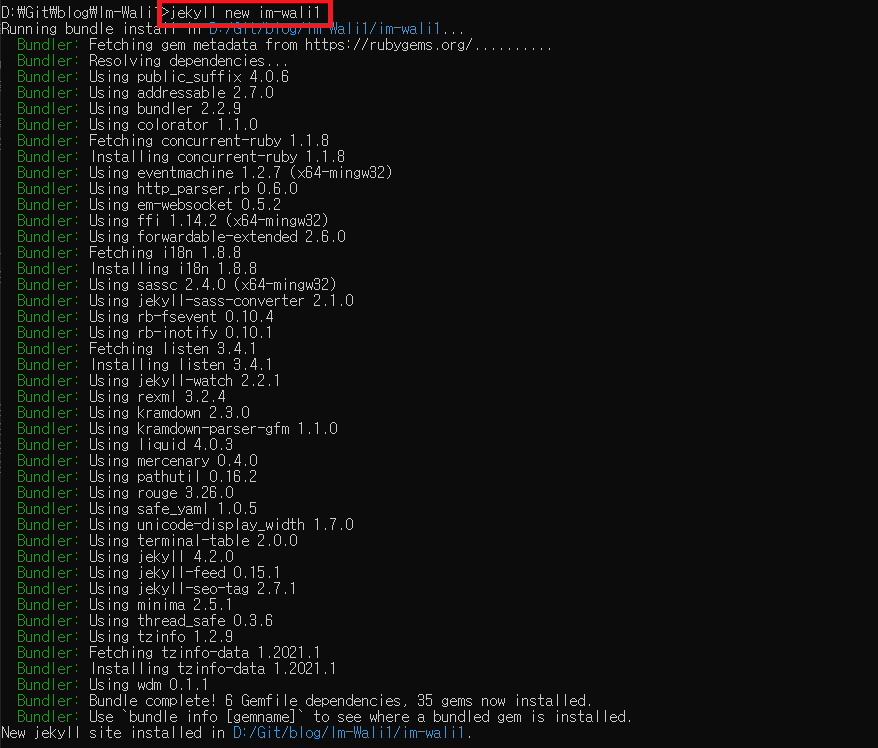 D:₩Git₩blog₩Im-Wali1>jekyll new im-wali1
Running bundle install in D:/Git/blog/Im-Wali1/im-wali1...
Bundler: Fetching gem metadata from https://rubygems.org/..........
Bundler: Resolving dependencies...
Bundler: Using public_suffix 4.0.6
Bundler: Using addressable 2.7.0
Bundler: Using bundler 2.2.9
Bundler: Using colorator 1.1.0
Bundler: Fetching concurrent-ruby 1.1.8
Bundler: Installing concurrent-ruby 1.1.8
Bundler: Using eventmachine 1.2.7 (x64-mingw32)
Bundler: Using http_parser.rb 0.6.0
Bundler: Using em-websocket 0.5.2
Bundler: Using ffi 1.14.2 (x64-mingw32)
Bundler: Using forwardable-extended 2.6.0
Bundler: Fetching i18n 1.8.8
Bundler: Installing i18n 1.8.8
Bundler: Using sassc 2.4.0 (x64-mingw32)
Bundler: Using jekyll-sass-converter 2.1.0
Bundler: Using rb-fsevent 0.10.4
Bundler: Using rb-inotify 0.10.1
Bundler: Fetching listen 3.4.1
Bundler: Installing listen 3.4.1
Bundler: Using jekyll-watch 2.2.1
Bundler: Using rexml 3.2.4
Bundler: Using kramdown 2.3.0
Bundler: Using kramdown-parser-gfm 1.1.0
Bundler: Using liquid 4.0.3
Bundler: Using mercenary 0.4.0
Bundler: Using pathutil 0.16.2
Bundler: Using rouge 3.26.0
Bundler: Using safe_yaml 1.0.5
Bundler: Using unicode-display_width 1.7.0
Bundler: Using terminal-table 2.0.0
Bundler: Using jekyll 4.2.0
Bundler: Using jekyll-feed 0.15.1
Bundler: Using jekyll-seo-tag 2.7.1
Bundler: Using minima 2.5.1
Bundler: Using thread_safe 0.3.6
Bundler: Using tzinfo 1.2.9
Bundler: Fetching tzinfo-data 1.2021.1
Bundler: Installing tzinfo-data 1.2021.1
Bundler: Using wdm 0.1.1
Bundler: Bundle complete! 6 Gemfile dependencies, 35 gems now installed.
Bundler: Use `bundle info [gemname]` to see where a bundled gem is installed.
New jekyll site installed in D:/Git/blog/Im-Wali1/im-wali1.